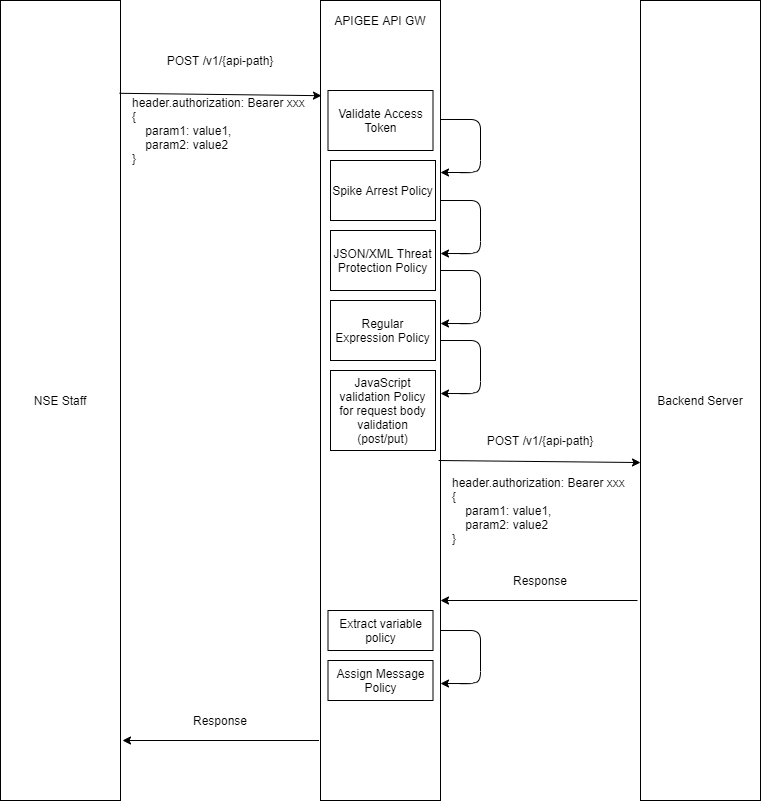 APIGEE API GW
POST /v1/{api-path}
header.authorization: Bearer xxx
{
param1: value1,
param2: value2
}
Validate Access
Token
Spike Arrest Policy
JSON/XML Threat
Protection Policy
Regular
Expression Policy
JavaScript
validation Policy
for request body
validation
(post/put)
NSE Staff
Backend Server
POST /v1/{api-path}
header.authorization: Bearer xxx
{
param1: value1,
param2: value2
}
Response
Extract variable
policy
Assign Message
Policy
Response